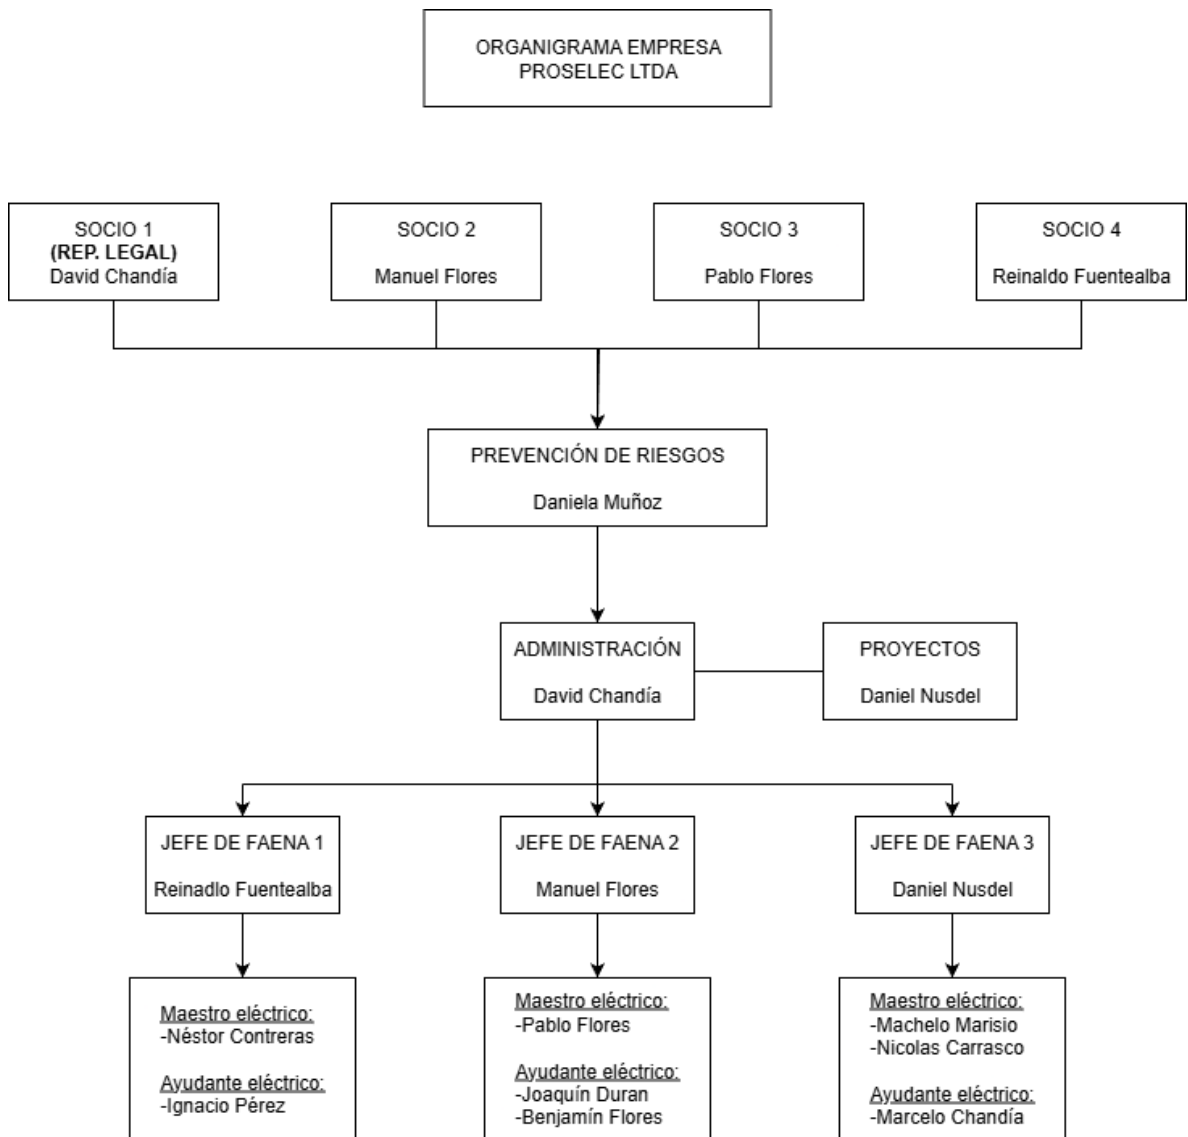 ORGANIGRAMA EMPRESA
PROSELEC LTDA
SOCIO 1
(REP. LEGAL)
David Chandía
SOCIO 2
Manuel Flores
SOCIO 3
Pablo Flores
SOCIO 4
Reinaldo Fuentealba
PREVENCIÓN DE RIESGOS
Daniela Muñoz
ADMINISTRACIÓN
David Chandía
PROYECTOS
Daniel Nusdel
JEFE DE FAENA 1
Reinadlo Fuentealba
JEFE DE FAENA 2
Manuel Flores
JEFE DE FAENA 3
Daniel Nusdel
Maestro eléctrico:
-Néstor Contreras
Ayudante eléctrico:
-Ignacio Pérez
Maestro eléctrico:
-Pablo Flores
Ayudante eléctrico:
-Joaquín Duran
-Benjamín Flores
Maestro eléctrico:
-Machelo Marisio
-Nicolas Carrasco
Ayudante eléctrico:
-Marcelo Chandía